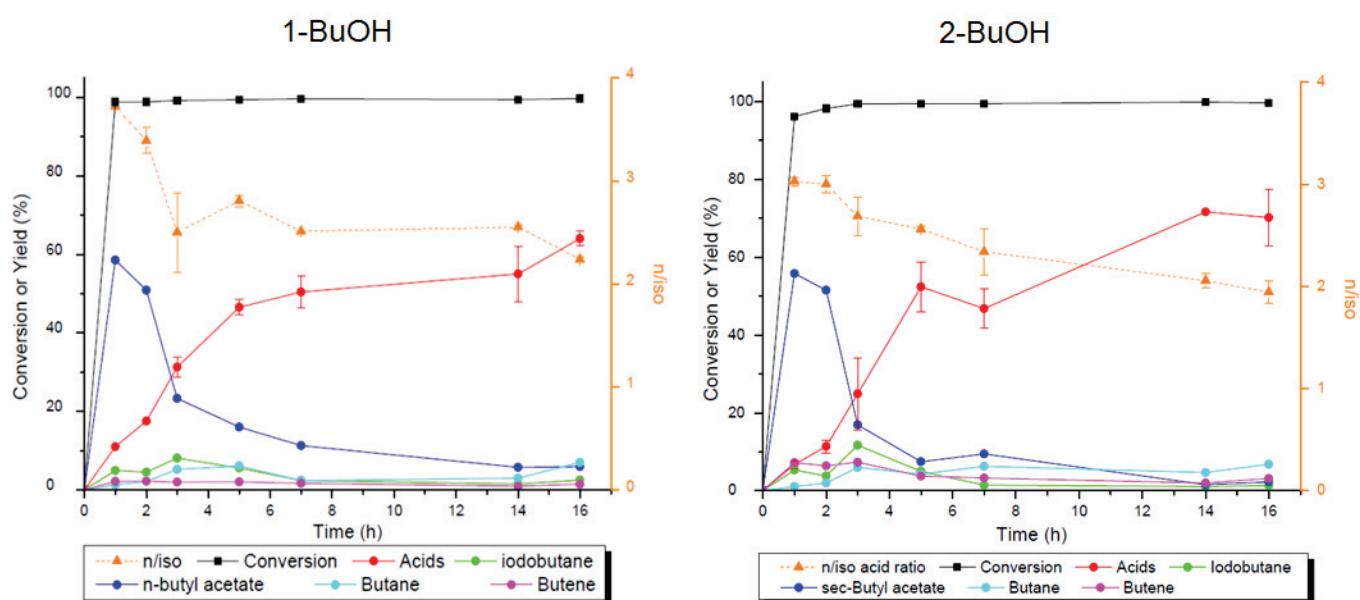 1-BuOH
Conversion or Yield (%)
100
80
60
40
20
0
4
3
2
1
0
n/iso
0 2 4 6 8 10 12 14 16
Time (h)
n/iso Conversion Acids iodobutane
n-butyl acetate Butane Butene
2-BuOH
Conversion or Yield (%)
100
80
60
40
20
0
4
3
2
1
0
n/iso
0 2 4 6 8 10 12 14 16
Time (h)
n/iso acid ratio Conversion Acids Iodobutane
sec-Butyl acetate Butane Butene